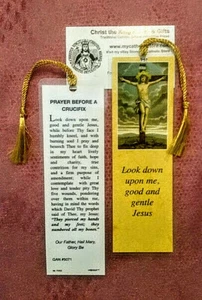 Christ the
Gifts
www.mycatho
PRAYER BEFORE A
CRUCIFIX
Look down upon me,
good and gentle Jesus,
while before Thy face I
humbly kneel, and with
burning soul I pray and
beseech Thee to fix deep
in my heart lively
sentiments of faith, hope
and charity, true
contrition for my sins,
and a firm purpose of
amendment, while I
contemplate with great
love and tender pity Thy
five wounds, pondering
over them within me,
having in mind the words
which David Thy prophet
said of Thee, my Jesus:
"They pierced my hands
and my feet; they
numbered all my bones"
Our Father, Hail Mary,
Glory Be
Look down
upon me,
good and
gentle
Jesus